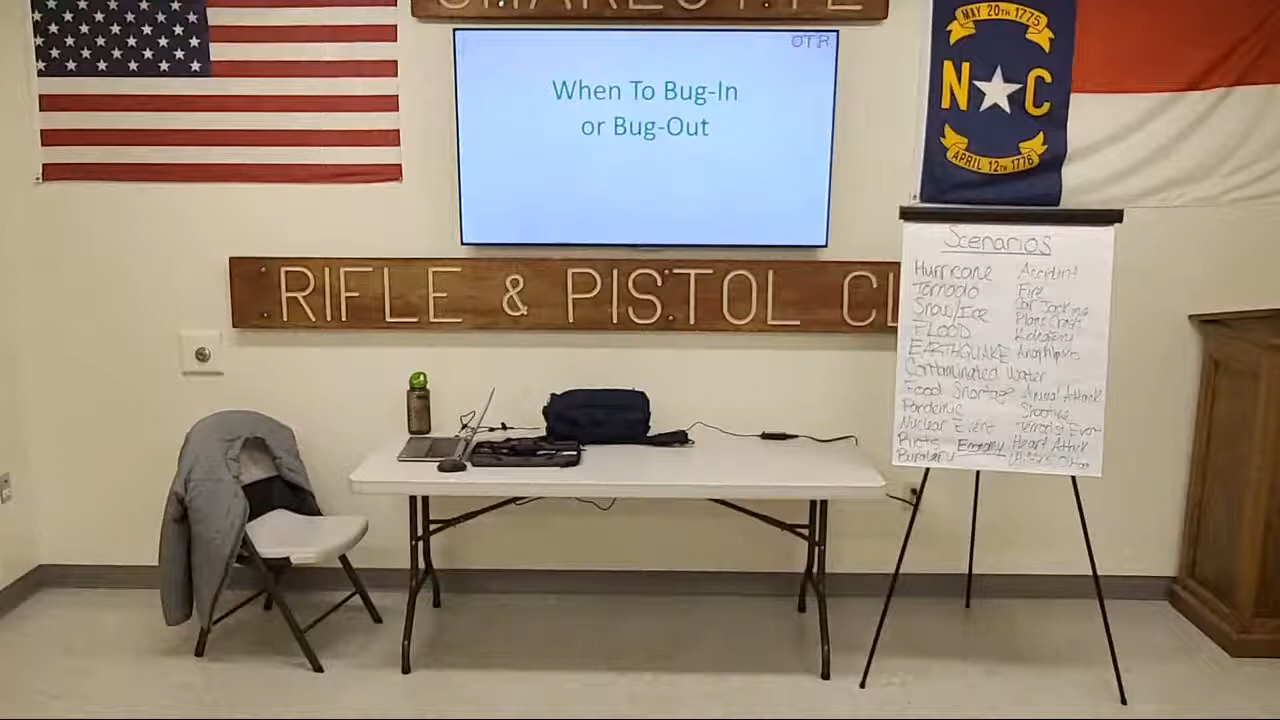 OTR
When To Bug-In
or Bug-Out
RIFLE & PISTOL CL
MAY 20TH 1775
N C
APRIL 12TH 1776
Scenarios
Hurricane Accident
Tornado Fire
Snow/Ice Car Jacking
FLOOD Plane Crash
EARTHQUAKE
Contaminated Water
Food Shortage Animal Attack
Pandemic Shooting
Nuclear Event Terrorist Event
Riots Economy Heart Attack
Burglary